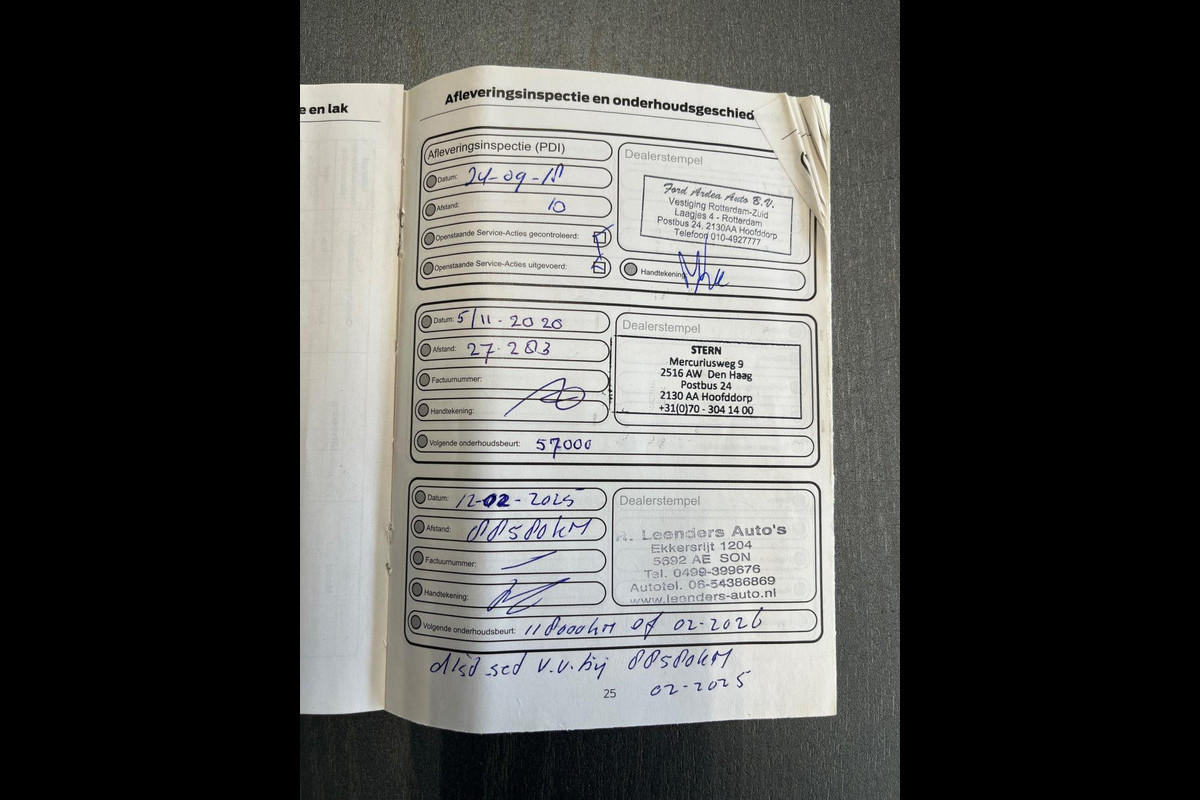 e en lak
Afleveringsinspectie en onderhoudsgeschied
Afleveringsinspectie (PDI)
Datum: 24-09-18
Afstand: 10
Openstaande Service-Acties gecontroleerd:
Openstaande Service-Acties uitgevoerd:
Dealerstempel
Ford Ardea Auto B.V.
Vestiging Rotterdam-Zuid
Laagjes 4 - Rotterdam
Postbus 24, 2130AA Hoofddorp
Telefoon 010-4927777
Handtekening
Datum: 5/11-2020
Afstand: 27.203
Factuurnummer:
Handtekening:
Volgende onderhoudsbeurt: 57000
Dealerstempel
STERN
Mercuriusweg 9
2516 AW Den Haag
Postbus 24
2130 AA Hoofddorp
+31(0)70 - 304 14 00
Datum: 12-02-2025
Afstand: 88580KM
Factuurnummer:
Handtekening:
Volgende onderhoudsbeurt: 118000KM of 02-2026
Dealerstempel
R. Leenders Auto's
Ekkersrijt 1204
5692 AE SON
Tel. 0499-399676
Autotel. 06-54386869
www.leenders-auto.nl
v.v. bij 88580KM
02-2025
25